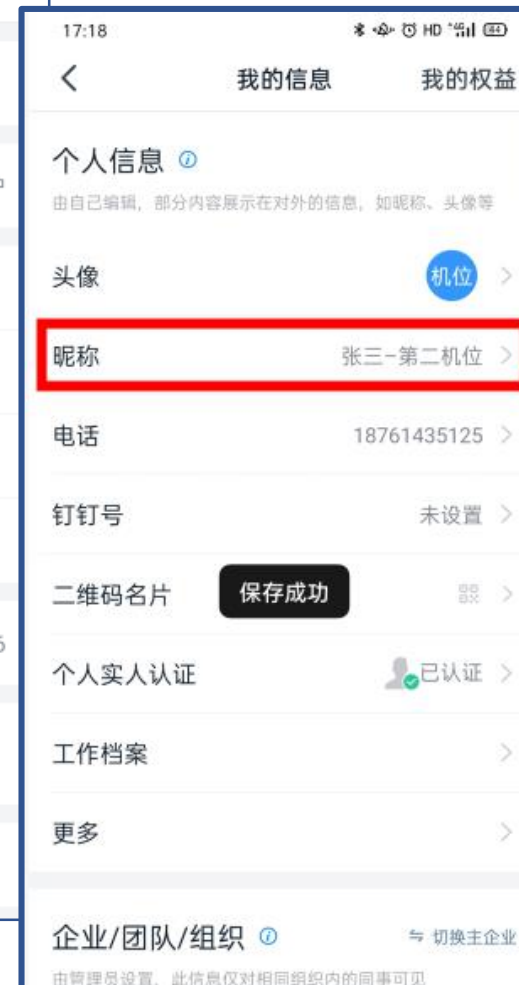 17:18 HD 4G 44
我的信息 我的权益
个人信息
由自己编辑，部分内容展示在对外的信息，如昵称、头像等
头像 机位
昵称 张三-第二机位
电话 18761435125
钉钉号 未设置
二维码名片 保存成功
个人实人认证 已认证
工作档案
更多
企业/团队/组织 切换主企业
由管理员设置，此信息仅对相同组织内的同事可见